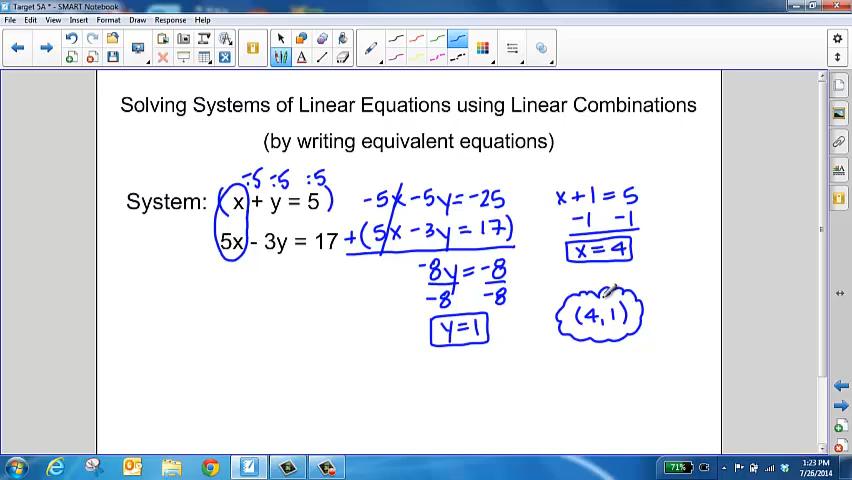 Target 5A * - SMART Notebook
File Edit View Insert Format Draw Response Help
Solving Systems of Linear Equations using Linear Combinations
(by writing equivalent equations)
·-5 ·-5 ·-5
System: (x + y = 5)
5x - 3y = 17
-5x -5y = -25
+(5x -3y = 17)
-8y = -8
-8 -8
y=1
x+1=5
-1 -1
x=4
(4,1)
71%
1:23 PM
7/26/2014